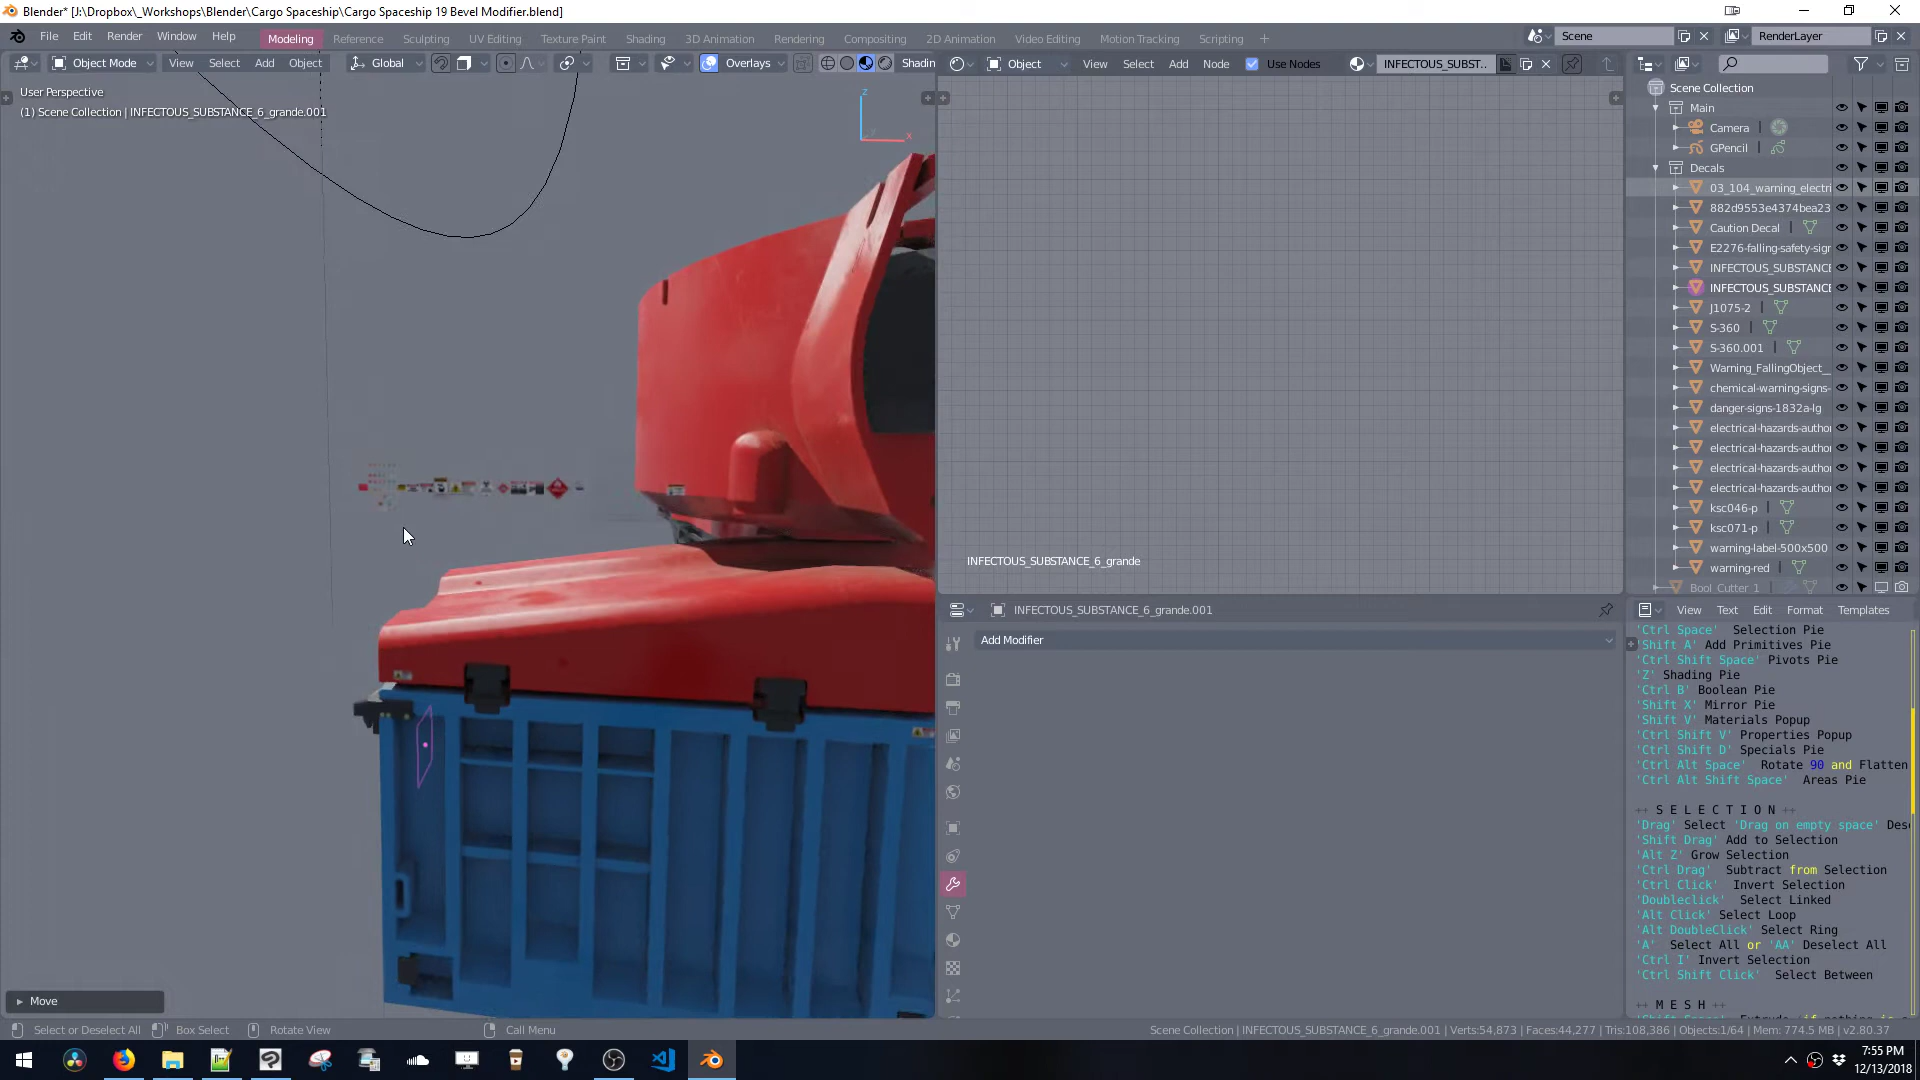 Blender* [J:\Dropbox\_Workshops\Blender\Cargo Spaceship\Cargo Spaceship 19 Bevel Modifier.blend]
File Edit Render Window Help Modeling Reference Sculpting UV Editing Texture Paint Shading 3D Animation Rendering Compositing 2D Animation Video Editing Motion Tracking Scripting Scene RenderLayer
Object Mode View Select Add Object Global Overlays Shadin
Object View Select Add Node Use Nodes INFECTOUS_SUBST..
User Perspective
(1) Scene Collection | INFECTOUS_SUBSTANCE_6_grande.001
z
x
INFECTOUS_SUBSTANCE_6_grande
Scene Collection
Main
Camera
GPencil
Decals
03_104_warning_electri
882d9553e4374bea23
Caution Decal
E2276-falling-safety-sign
INFECTOUS_SUBSTANCE
INFECTOUS_SUBSTANCE
J1075-2
S-360
S-360.001
Warning_FallingObject_
chemical-warning-signs-
danger-signs-1832a-lg
electrical-hazards-author
electrical-hazards-author
electrical-hazards-author
electrical-hazards-author
ksc046-p
ksc071-p
warning-label-500x500
warning-red
Bool_Cutter_1
INFECTOUS_SUBSTANCE_6_grande.001
Add Modifier
View Text Edit Format Templates
'Ctrl Space' Selection Pie
'Shift A' Add Primitives Pie
'Ctrl Shift Space' Pivots Pie
'Z' Shading Pie
'Ctrl B' Boolean Pie
'Shift X' Mirror Pie
'Shift V' Materials Popup
'Ctrl Shift V' Properties Popup
'Ctrl Shift D' Specials Pie
'Ctrl Alt Space' Rotate 90 and Flatten
'Ctrl Alt Shift Space' Areas Pie
++ S E L E C T I O N ++
'Drag' Select 'Drag on empty space' Des
'Shift Drag' Add to Selection
'Alt Z' Grow Selection
'Ctrl Drag' Subtract from Selection
'Ctrl Click' Invert Selection
'Doubleclick' Select Linked
'Alt Click' Select Loop
'Alt DoubleClick' Select Ring
'A' Select All or 'AA' Deselect All
'Ctrl I' Invert Selection
'Ctrl Shift Click' Select Between
++ M E S H ++
Move
Select or Deselect All Box Select Rotate View Call Menu
Scene Collection | INFECTOUS_SUBSTANCE_6_grande.001 | Verts:54,873 | Faces:44,277 | Tris:108,386 | Objects:1/64 | Mem: 774.5 MB | v2.80.37
7:55 PM
12/13/2018